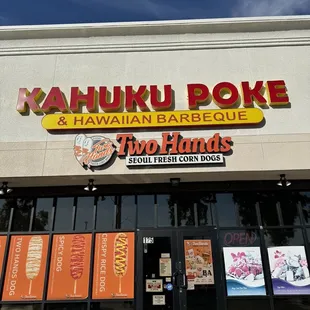 KAHUKU POKE
& HAWAIIAN BARBEQUE
Two Hands
SEOUL FRESH CORN DOGS
175
OPEN
TWO HANDS DOG
SPICY DOG
CRISPY RICE DOG